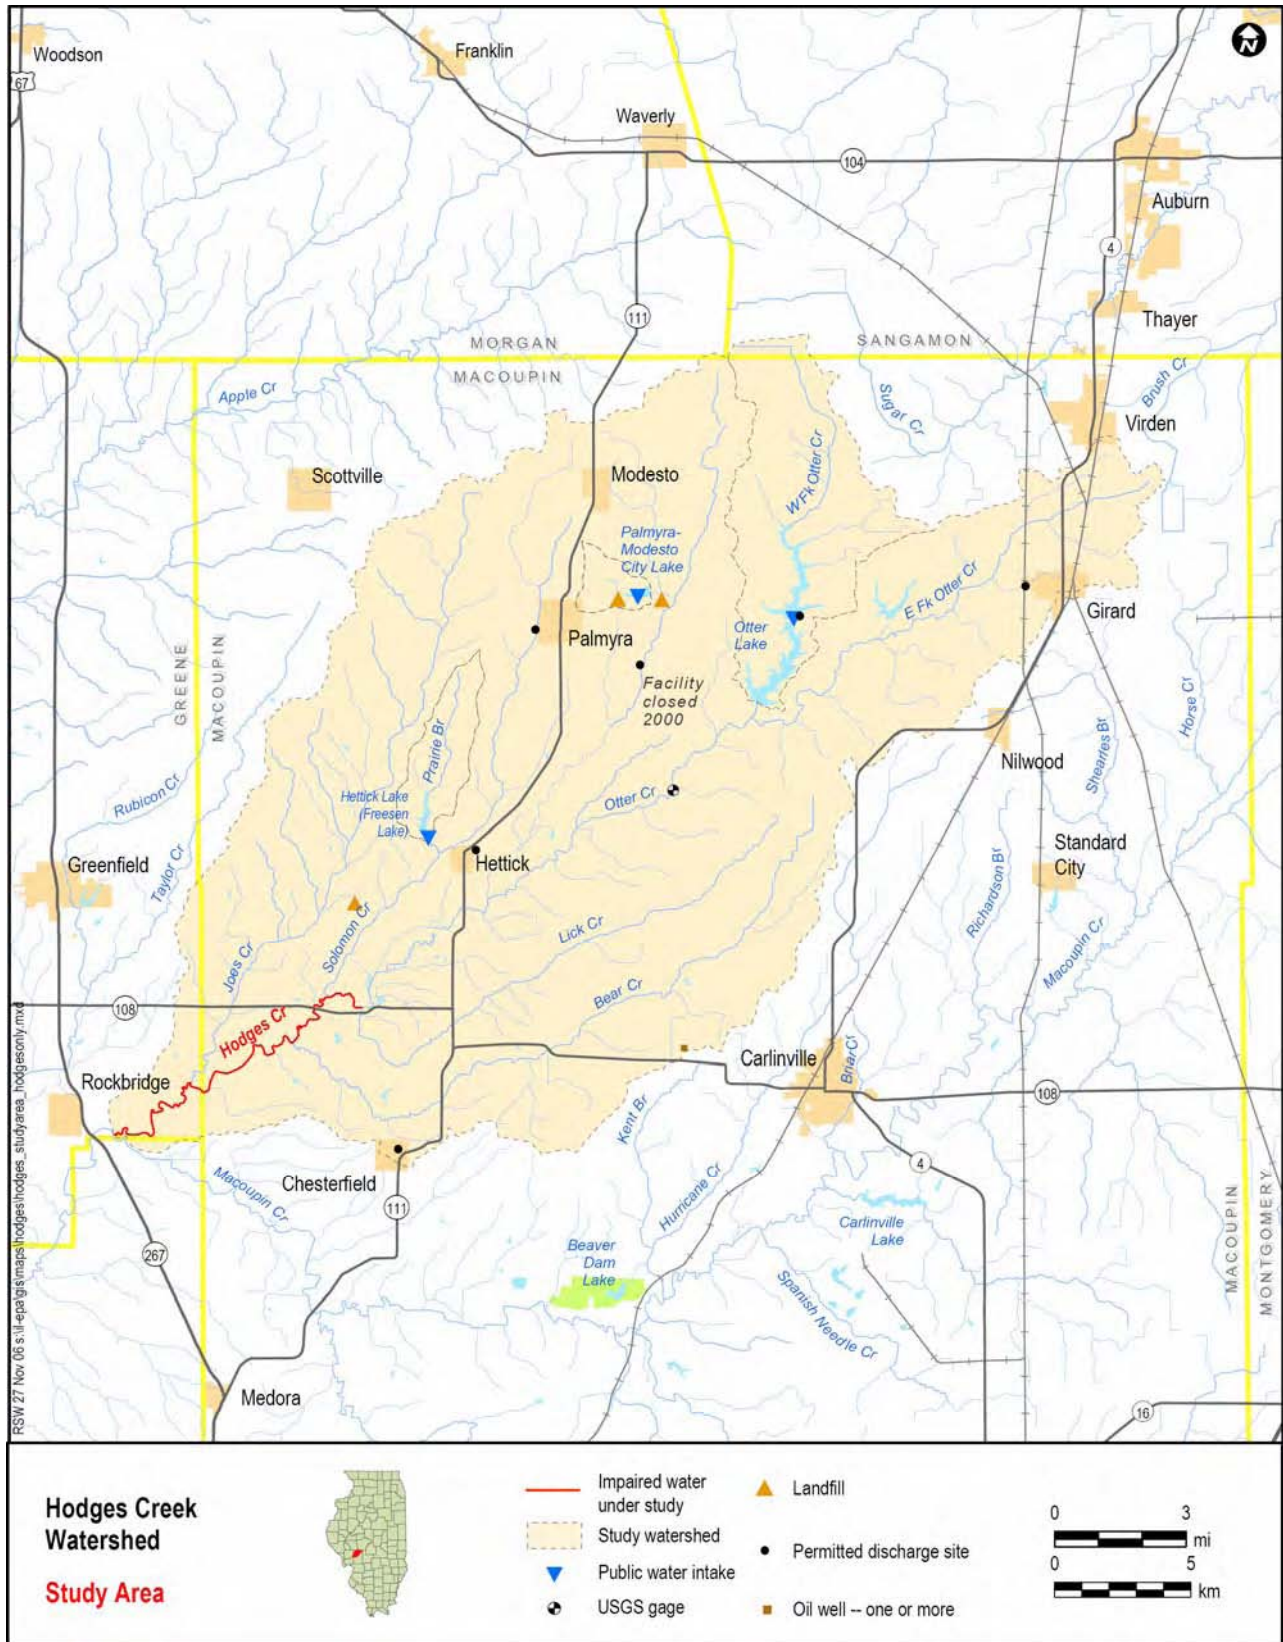 Woodson
67
Franklin
N
Waverly
104
Auburn
4
Thayer
111
MORGAN
SANGAMON
MACOUPIN
Apple Cr
Sugar Cr
Brush Cr
Virden
Scottville
Modesto
W Fk Otter Cr
Palmyra-
Modesto
City Lake
E Fk Otter Cr
Girard
Palmyra
Otter
Lake
GREENE
MACOUPIN
Facility
closed
2000
Horse Cr
Prairie Br
Nilwood
Shearles Br
Rubicon Cr
Hettick Lake
(Freesen
Lake)
Otter Cr
Greenfield
Taylor Cr
Hettick
Standard
City
Richardson Br
Solomon Cr
Lick Cr
Joes Cr
Macoupin Cr
Bear Cr
108
Hodges Cr
Rockbridge
Carlinville
Briar Cr
108
Kent Br
Chesterfield
4
Macoupin Cr
111
Hurricane Cr
Carlinville
Lake
267
Beaver
Dam
Lake
Spanish Needle Cr
MACOUPIN
MONTGOMERY
Medora
16
RSW 27 Nov 06 s:\il-epa\gis\maps\hodges\hodges_studyarea_hodgesonly.mxd
Hodges Creek
Watershed
Study Area
Impaired water
under study
Study watershed
Public water intake
USGS gage
Landfill
Permitted discharge site
Oil well -- one or more
0 3
mi
0 5
km